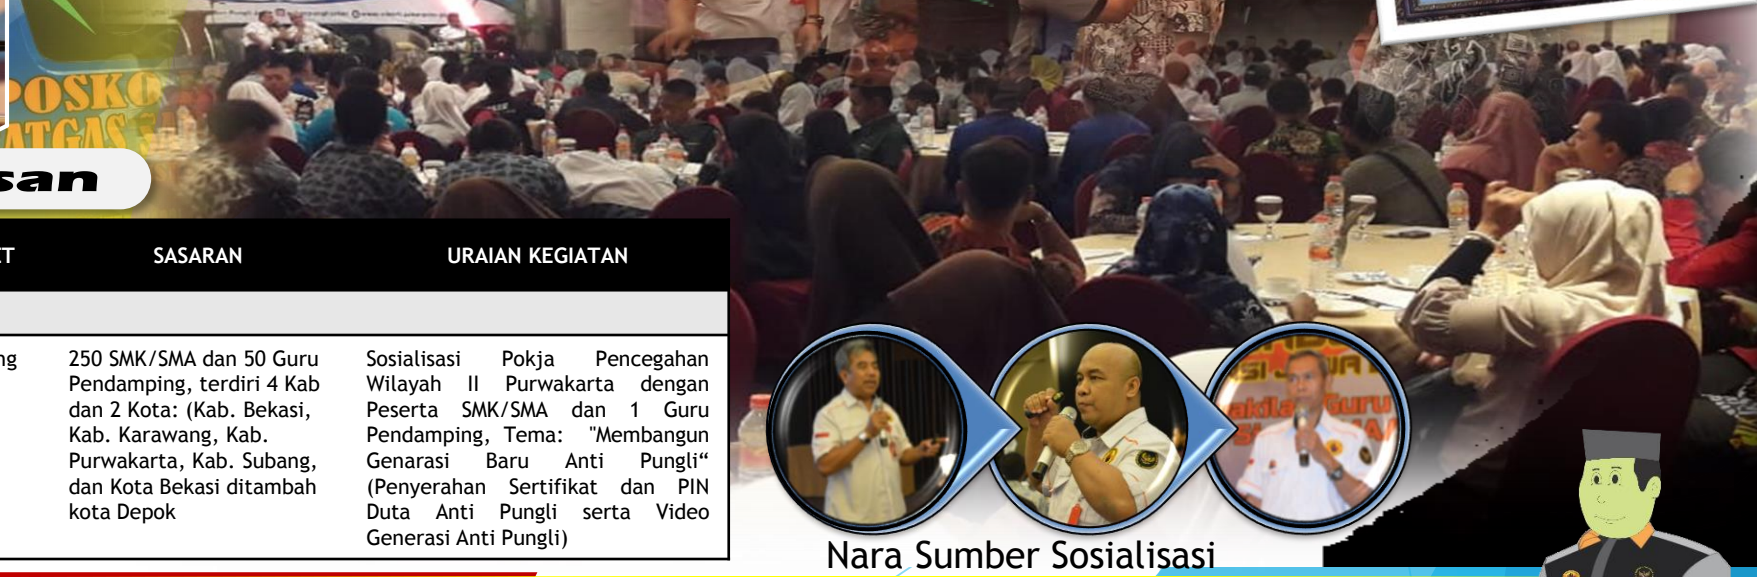 POSKO
san
SASARAN
URAIAN KEGIATAN
250 SMK/SMA dan 50 Guru
Pendamping, terdiri 4 Kab
dan 2 Kota: (Kab. Bekasi,
Kab. Karawang, Kab.
Purwakarta, Kab. Subang,
dan Kota Bekasi ditambah
kota Depok
Sosialisasi Pokja Pencegahan
Wilayah II Purwakarta dengan
Peserta SMK/SMA dan 1 Guru
Pendamping, Tema: "Membangun
Genarasi Baru Anti Pungli“
(Penyerahan Sertifikat dan PIN
Duta Anti Pungli serta Video
Generasi Anti Pungli)
Guru
Nara Sumber Sosialisasi